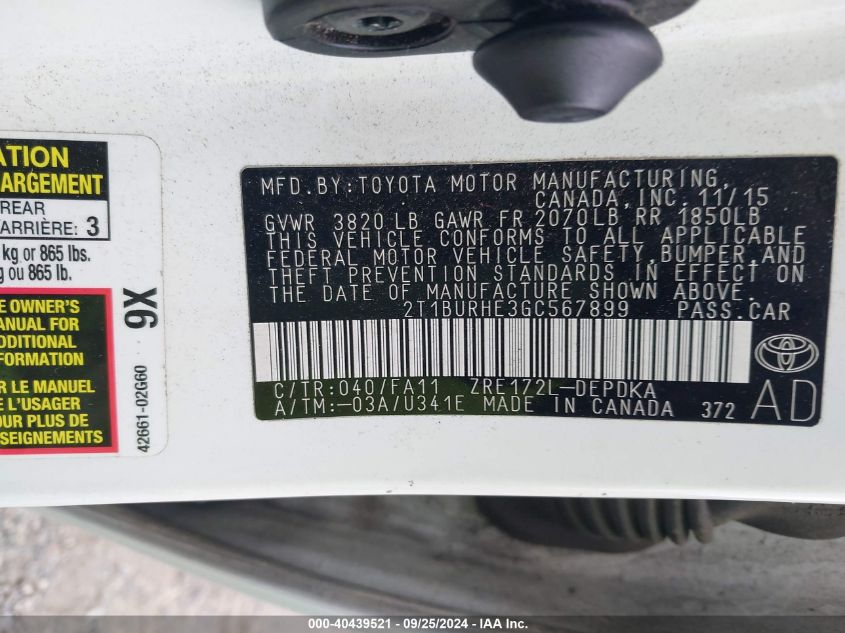 ATION
ARGEMENT
REAR
ARRIÈRE: 3
kg or 865 lbs.
g ou 865 lb.
E OWNER'S
ANUAL FOR
DDITIONAL
FORMATION
R LE MANUEL
E L'USAGER
OUR PLUS DE
SEIGNEMENTS
42661-02G60 9X
MFD. BY: TOYOTA MOTOR MANUFACTURING,
CANADA, INC. 11/15
GVWR 3820 LB GAWR FR 2070LB RR 1850LB
THIS VEHICLE CONFORMS TO ALL APPLICABLE
FEDERAL MOTOR VEHICLE SAFETY, BUMPER, AND
THEFT PREVENTION STANDARDS IN EFFECT ON
THE DATE OF MANUFACTURE SHOWN ABOVE.
2T1BURHE3GC567899 PASS.CAR
C/TR:040/FA11 ZRE172L-DEPDKA
A/TM:-03A/U341E MADE IN CANADA 372
AD
000-40439521 - 09/25/2024 - IAA Inc.